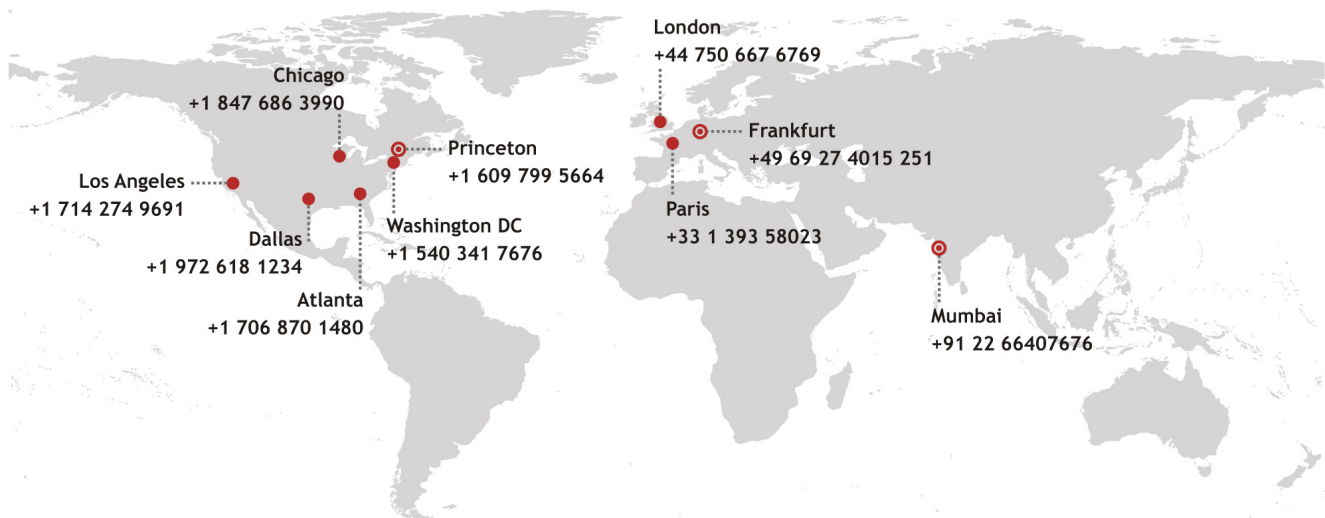 London
+44 750 667 6769
Chicago
+1 847 686 3990
Frankfurt
+49 69 27 4015 251
Princeton
+1 609 799 5664
Los Angeles
+1 714 274 9691
Paris
+33 1 393 58023
Washington DC
+1 540 341 7676
Dallas
+1 972 618 1234
Atlanta
+1 706 870 1480
Mumbai
+91 22 66407676